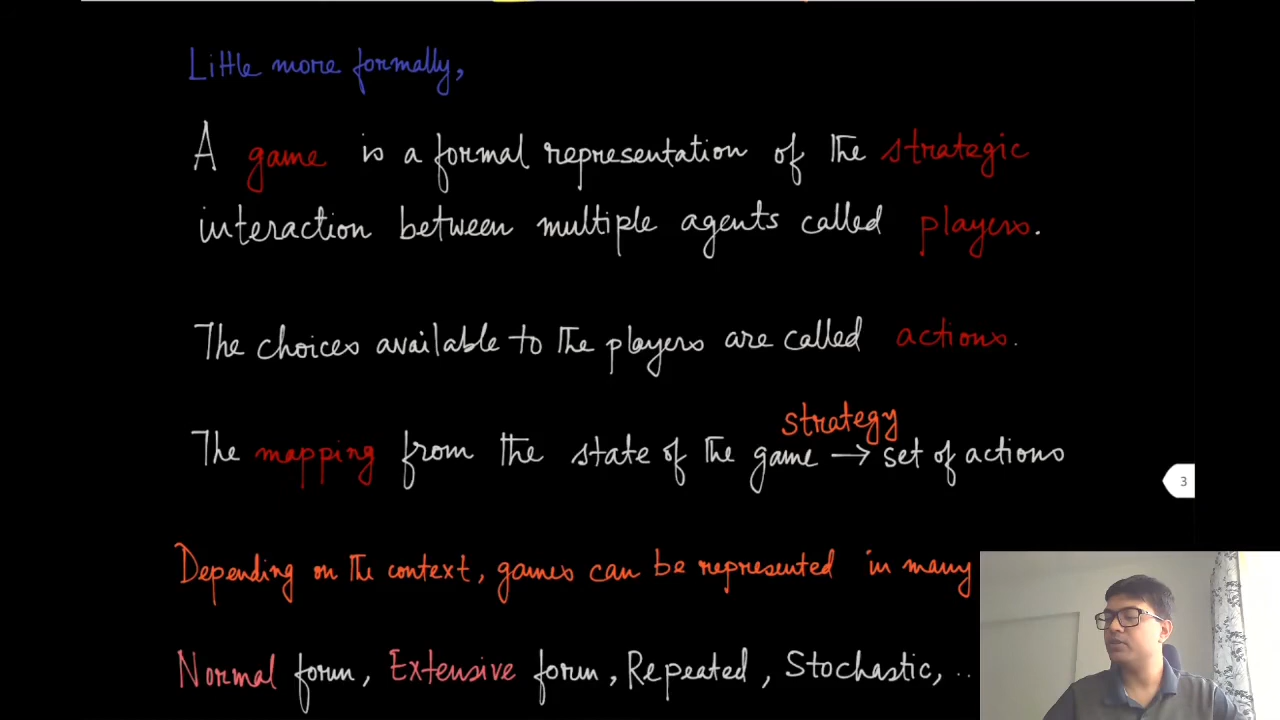 Little more formally,
A game is a formal representation of the strategic
interaction between multiple agents called players.
The choices available to the players are called actions.
strategy
The mapping from the state of the game → set of actions
3
Depending on the context, games can be represented in many
Normal form, Extensive form, Repeated, Stochastic, ..